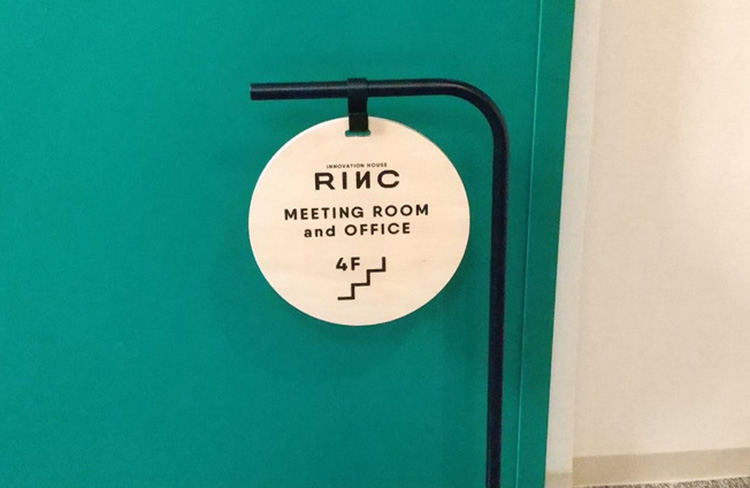 INNOVATION HOUSE
RINC
MEETING ROOM
and OFFICE
4F